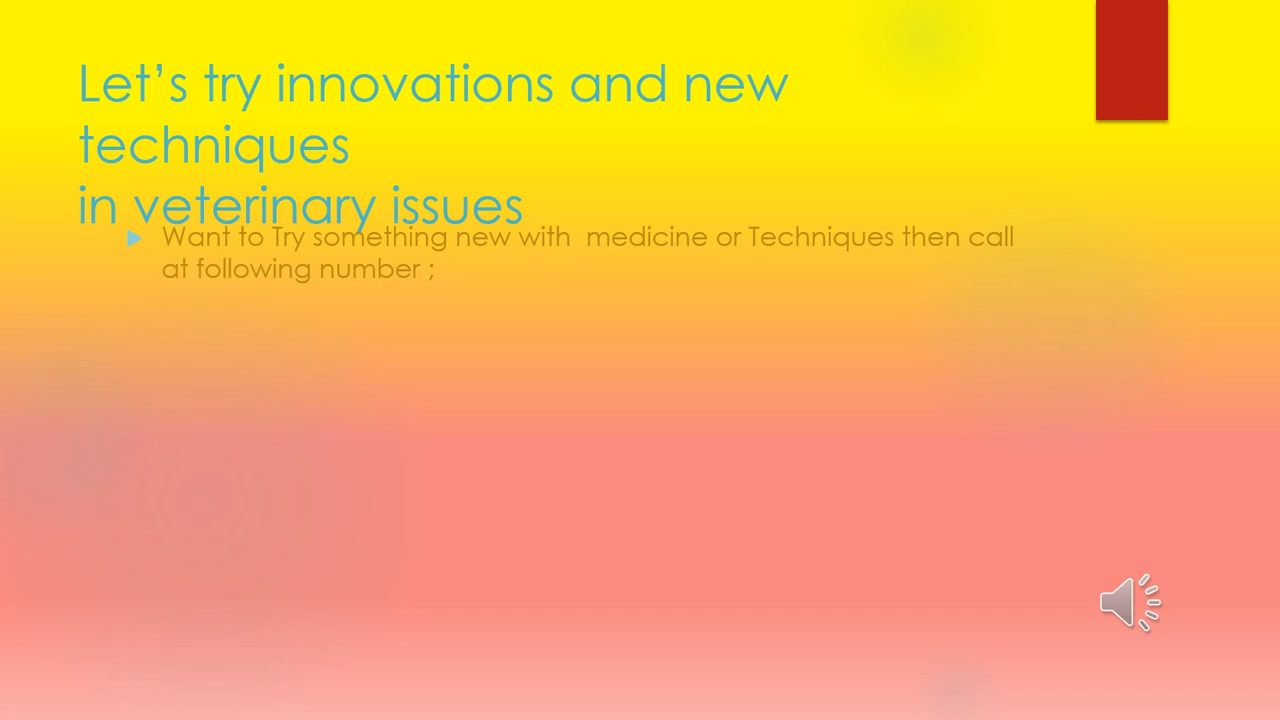 Let’s try innovations and new
techniques
in veterinary issues
Want to Try something new with  medicine or Techniques then call
at following number ;